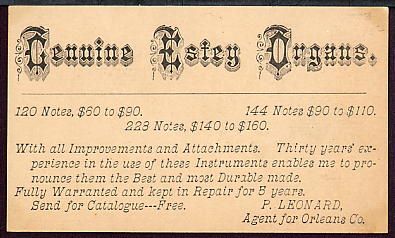 Genuine Estey Organs.
120 Notes, $60 to $90. 144 Notes $90 to $110.
228 Notes, $140 to $160.
With all Improvements and Attachments. Thirty years' ex-
perience in the use of these Instruments enables me to pro-
nounce them the Best and most Durable made.
Fully Warranted and kept in Repair for 5 years.
Send for Catalogue---Free. P. LEONARD,
Agent for Orleans Co.